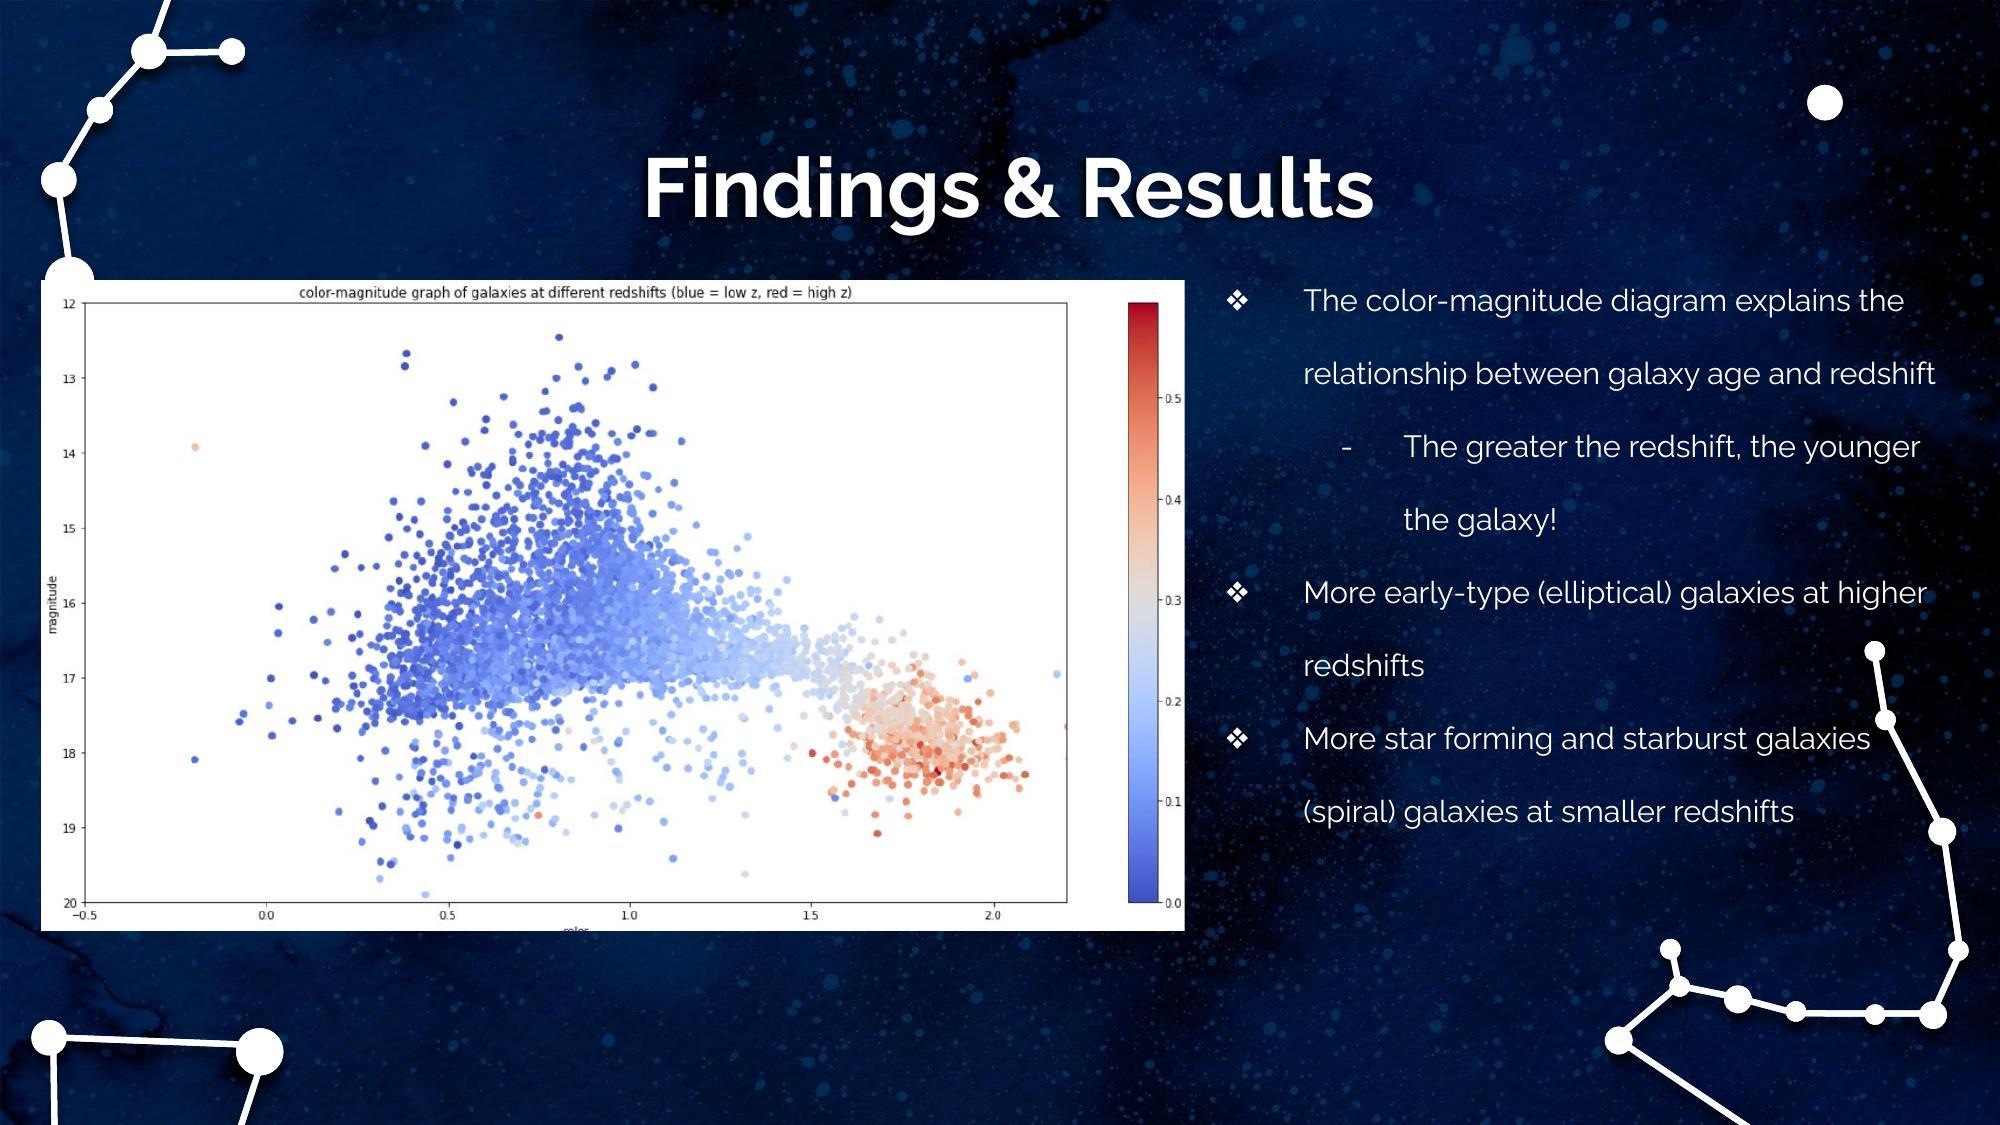 Findings & Results
color-magnitude graph of galaxies at different redshifts (blue = low z, red = high z)
12
13
14
15
16
17
18
19
20
magnitude
−0.5
0.0
0.5
1.0
1.5
2.0
color
0.5
0.4
0.3
0.2
0.1
0.0
❖ The color-magnitude diagram explains the
relationship between galaxy age and redshift
- The greater the redshift, the younger
the galaxy!
❖ More early-type (elliptical) galaxies at higher
redshifts
❖ More star forming and starburst galaxies
(spiral) galaxies at smaller redshifts